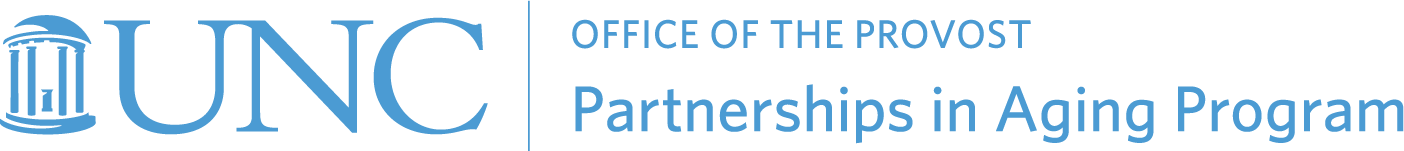 UNC
OFFICE OF THE PROVOST
Partnerships in Aging Program